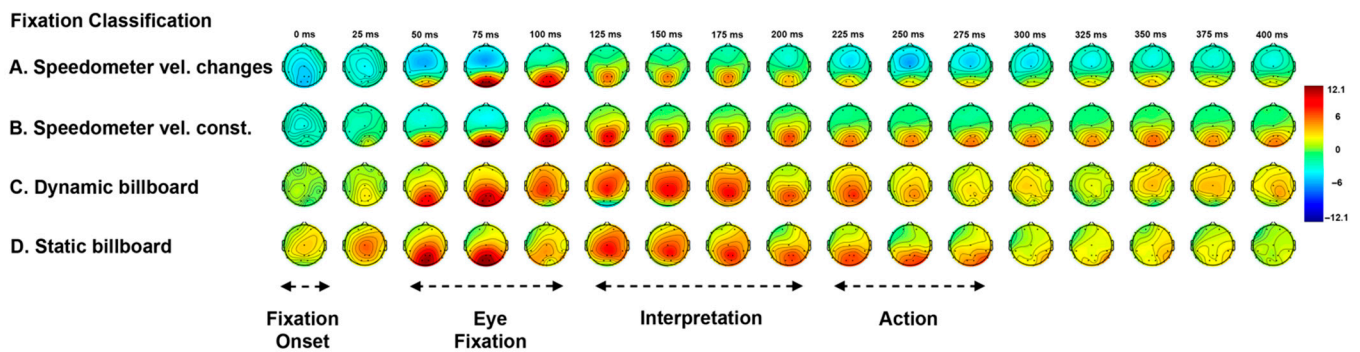 Fixation Classification
0 ms 25 ms 50 ms 75 ms 100 ms 125 ms 150 ms 175 ms 200 ms 225 ms 250 ms 275 ms 300 ms 325 ms 350 ms 375 ms 400 ms
A. Speedometer vel. changes
12.1
B. Speedometer vel. const.
6
0
C. Dynamic billboard
−6
−12.1
D. Static billboard
Fixation Onset
Eye Fixation
Interpretation
Action